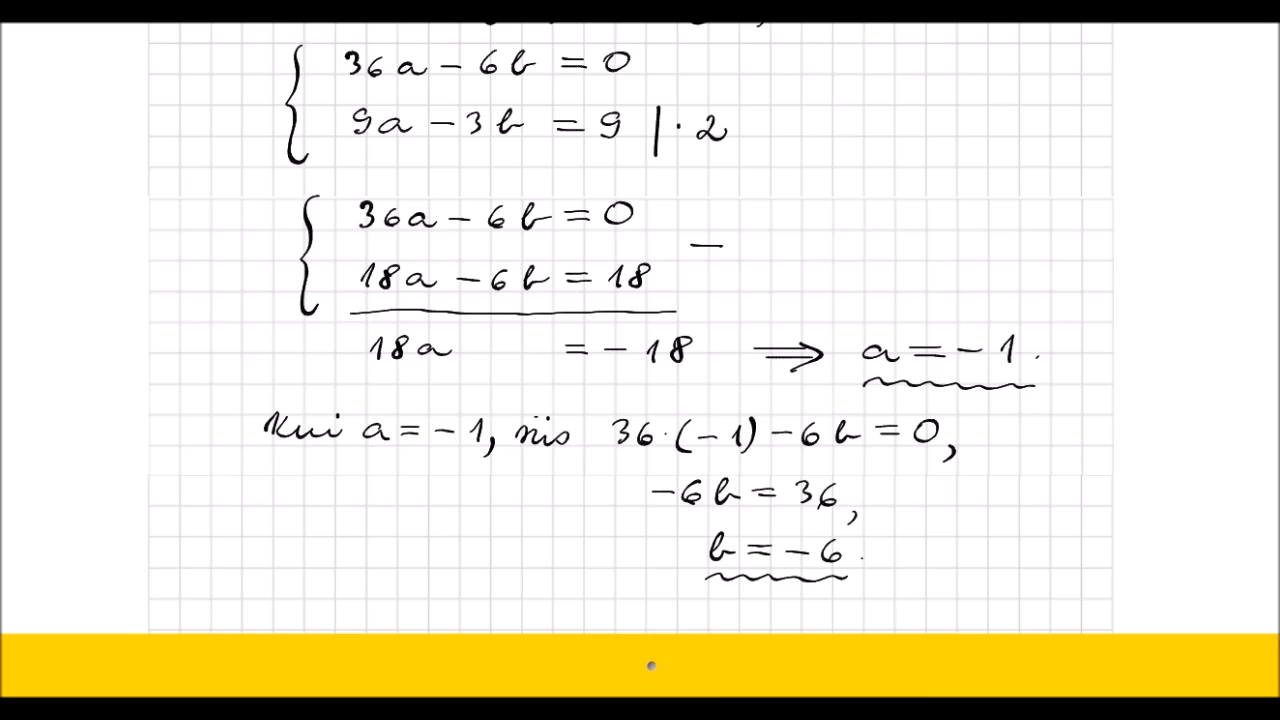 36a - 6b = 0
9a - 3b = 9 | · 2
36a - 6b = 0
18a - 6b = 18
18a = - 18 ⟹ a = - 1.
Kui a = - 1, siis 36 · (-1) - 6b = 0,
-6b = 36,
b = - 6.